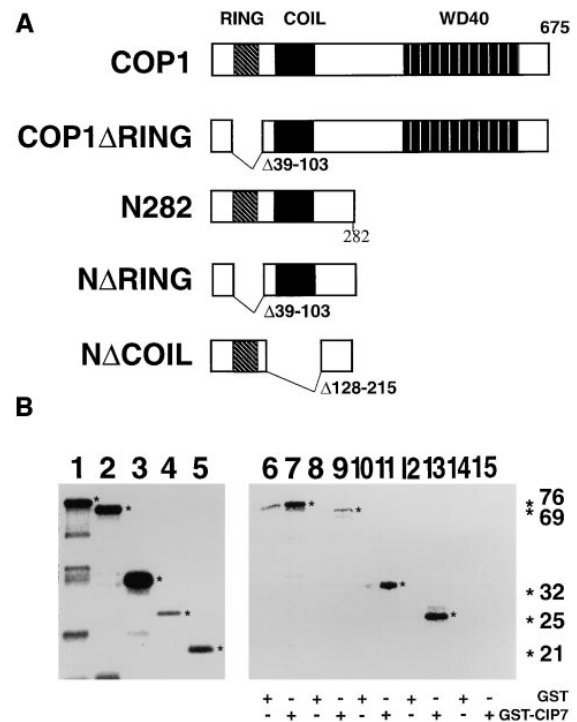 A
RING COIL WD40
675
COP1
COP1ΔRING
Δ39-103
N282
282
NΔRING
Δ39-103
NΔCOIL
Δ128-215
B
1 2 3 4 5 6 7 8 9 10 11 12 13 14 15
* * * * * * * * *
* 76
* 69
* 32
* 25
* 21
+ - + - + - + - + - GST
- + - + - + - + - + GST-CIP7